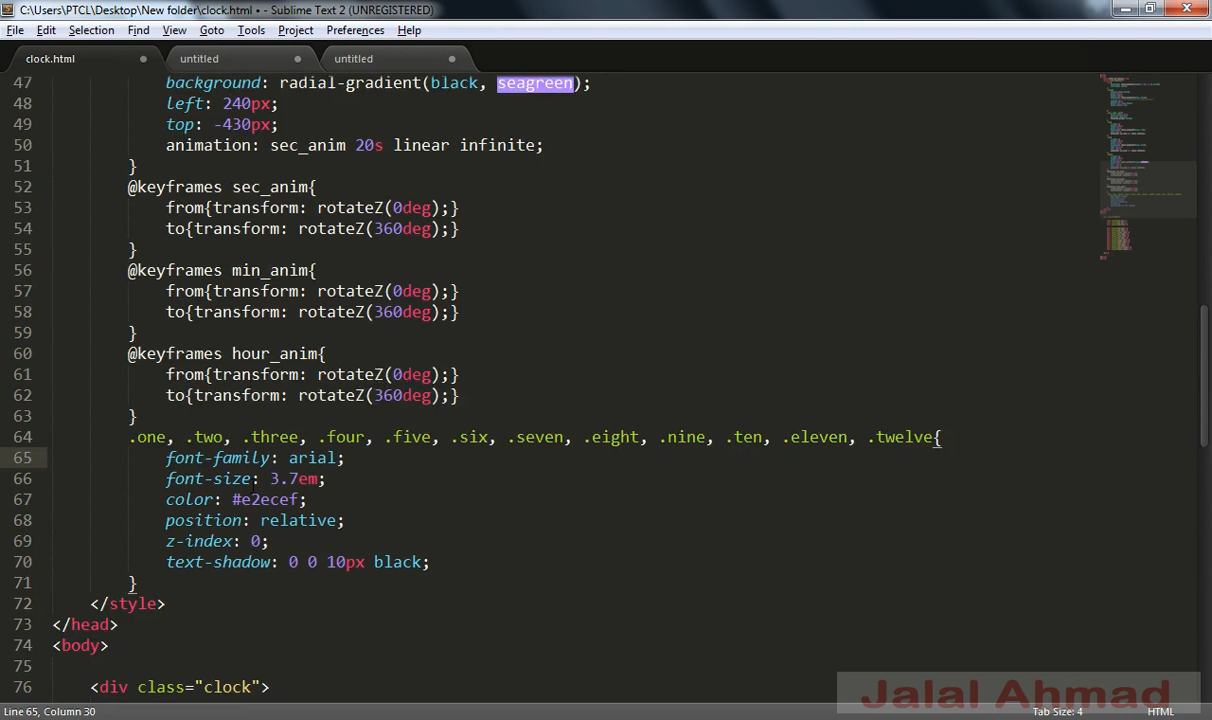 C:\Users\PTCL\Desktop\New folder\clock.html • - Sublime Text 2 (UNREGISTERED)
File Edit Selection Find View Goto Tools Project Preferences Help
clock.html untitled untitled
47 background: radial-gradient(black, seagreen);
48 left: 240px;
49 top: -430px;
50 animation: sec_anim 20s linear infinite;
51 }
52 @keyframes sec_anim{
53 from{transform: rotateZ(0deg);}
54 to{transform: rotateZ(360deg);}
55 }
56 @keyframes min_anim{
57 from{transform: rotateZ(0deg);}
58 to{transform: rotateZ(360deg);}
59 }
60 @keyframes hour_anim{
61 from{transform: rotateZ(0deg);}
62 to{transform: rotateZ(360deg);}
63 }
64 .one, .two, .three, .four, .five, .six, .seven, .eight, .nine, .ten, .eleven, .twelve{
65 font-family: arial;
66 font-size: 3.7em;
67 color: #e2ecef;
68 position: relative;
69 z-index: 0;
70 text-shadow: 0 0 10px black;
71 }
72 </style>
73 </head>
74 <body>
75
76 <div class="clock">
Jalal Ahmad
Line 65, Column 30 Tab Size: 4 HTML